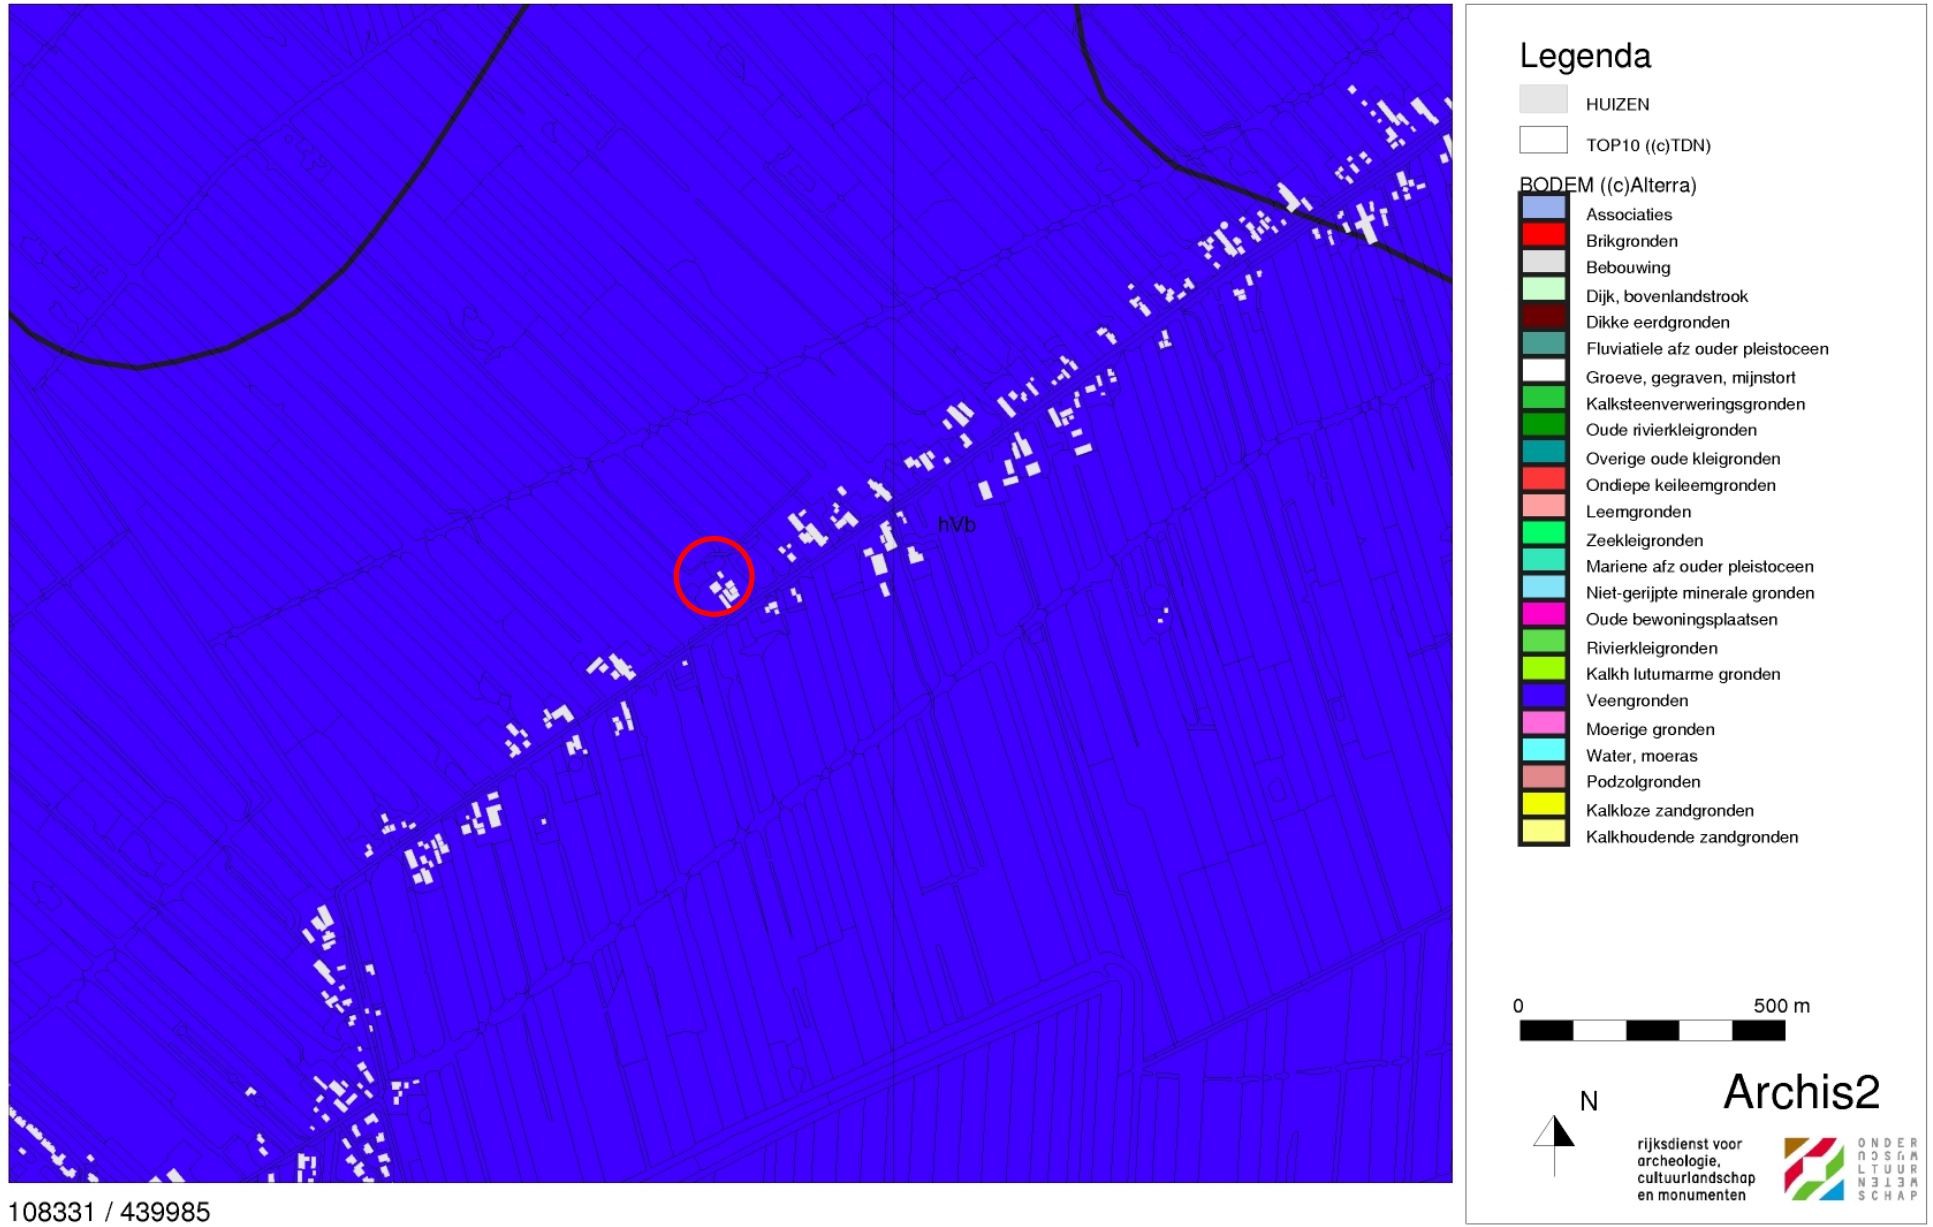 hVb
108331 / 439985
Legenda
HUIZEN
TOP10 ((c)TDN)
BODEM ((c)Alterra)
Associaties
Brikgronden
Bebouwing
Dijk, bovenlandstrook
Dikke eerdgronden
Fluviatiele afz ouder pleistoceen
Groeve, gegraven, mijnstort
Kalksteenverweringsgronden
Oude rivierkleigronden
Overige oude kleigronden
Ondiepe keileemgronden
Leemgronden
Zeekleigronden
Mariene afz ouder pleistoceen
Niet-gerijpte minerale gronden
Oude bewoningsplaatsen
Rivierkleigronden
Kalkh lutumarme gronden
Veengronden
Moerige gronden
Water, moeras
Podzolgronden
Kalkloze zandgronden
Kalkhoudende zandgronden
0 500 m
Archis2
N
rijksdienst voor
archeologie,
cultuurlandschap
en monumenten
ONDER
SCHAP